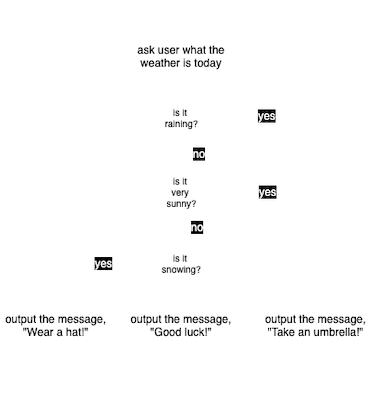 ask user what the
weather is today
is it
raining?
yes
no
is it
very
sunny?
yes
no
yes
is it
snowing?
output the message,
"Wear a hat!"
output the message,
"Good luck!"
output the message,
"Take an umbrella!"